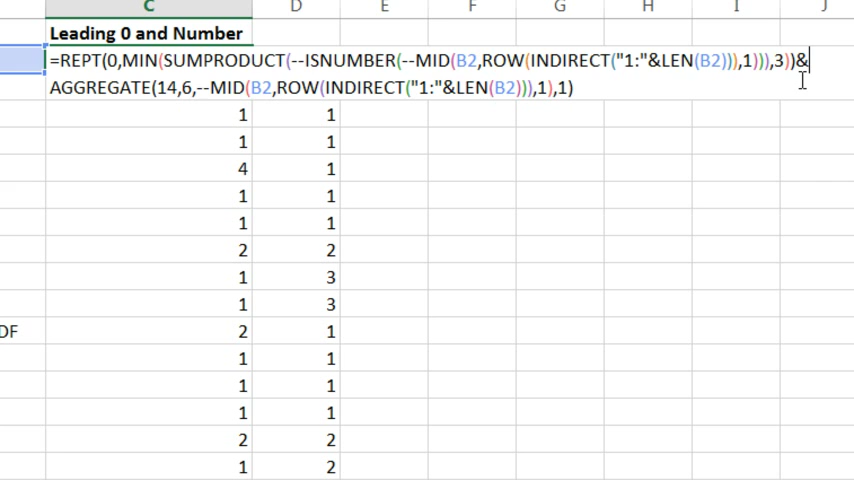 C D E F G H I J
Leading 0 and Number
=REPT(0,MIN(SUMPRODUCT(--ISNUMBER(--MID(B2,ROW(INDIRECT("1:"&LEN(B2))),1))),3))&
AGGREGATE(14,6,--MID(B2,ROW(INDIRECT("1:"&LEN(B2))),1),1)
1 1
1 1
4 1
1 1
1 1
2 2
1 3
1 3
DF 2 1
1 1
1 1
1 1
2 2
1 2